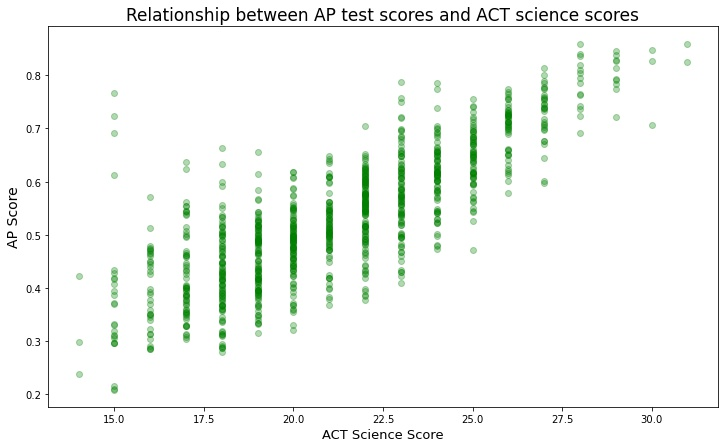 Relationship between AP test scores and ACT science scores
AP Score
0.8
0.7
0.6
0.5
0.4
0.3
0.2
15.0 17.5 20.0 22.5 25.0 27.5 30.0
ACT Science Score